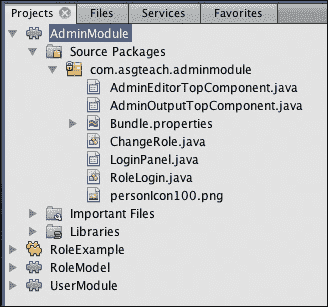 Projects Files Services Favorites
AdminModule
Source Packages
com.asgteach.adminmodule
AdminEditorTopComponent.java
AdminOutputTopComponent.java
Bundle.properties
ChangeRole.java
LoginPanel.java
RoleLogin.java
personIcon100.png
Important Files
Libraries
RoleExample
RoleModel
UserModule